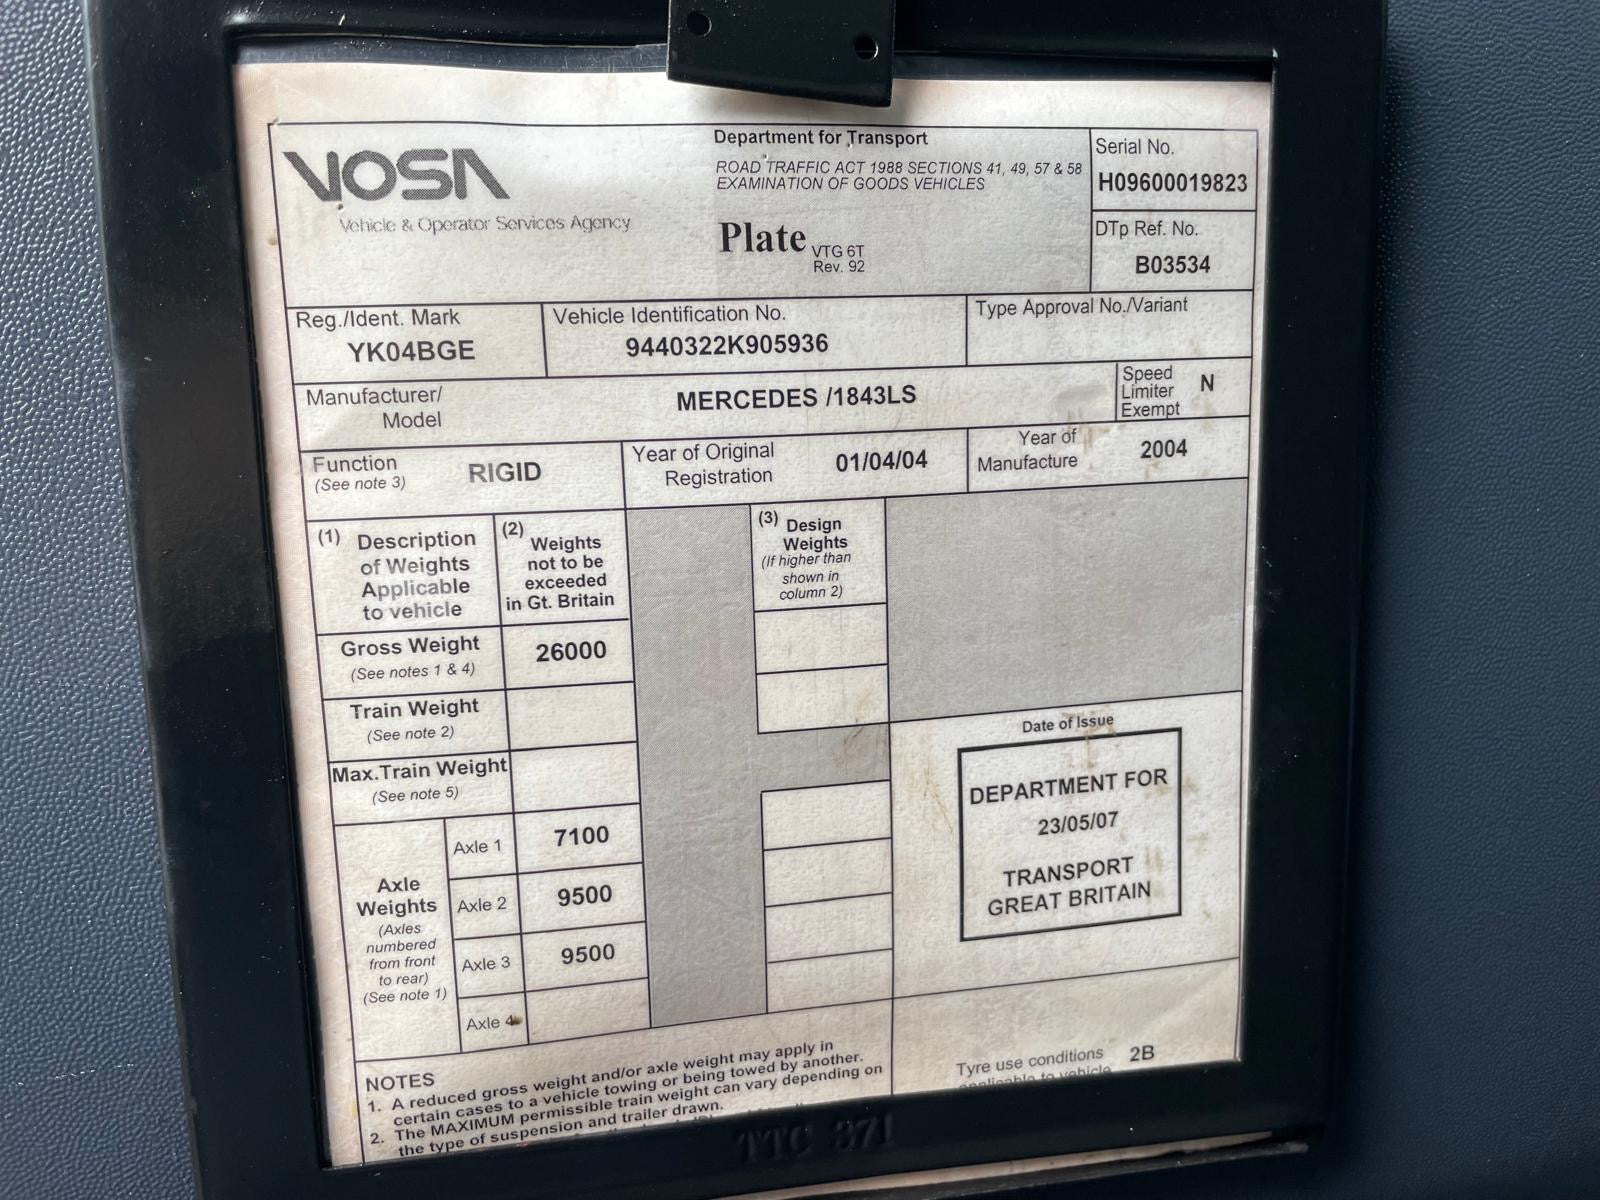 VOSA
Vehicle & Operator Services Agency
Department for Transport
ROAD TRAFFIC ACT 1988 SECTIONS 41, 49, 57 & 58
EXAMINATION OF GOODS VEHICLES
Plate VTG 6T
Rev. 92
Serial No.
H09600019823
DTp Ref. No.
B03534
Reg./Ident. Mark
YK04BGE
Vehicle Identification No.
9440322K905936
Type Approval No./Variant
Manufacturer/
Model
MERCEDES /1843LS
Speed
Limiter
Exempt
N
Function
(See note 3)
RIGID
Year of Original
Registration
01/04/04
Year of
Manufacture
2004
(1) Description
of Weights
Applicable
to vehicle
(2) Weights
not to be
exceeded
in Gt. Britain
(3) Design
Weights
(If higher than
shown in
column 2)
Gross Weight
(See notes 1 & 4)
26000
Train Weight
(See note 2)
Max.Train Weight
(See note 5)
Axle
Weights
(Axles
numbered
from front
to rear)
(See note 1)
Axle 1 7100
Axle 2 9500
Axle 3 9500
Axle 4
Date of Issue
DEPARTMENT FOR
23/05/07
TRANSPORT
GREAT BRITAIN
NOTES
1. A reduced gross weight and/or axle weight may apply in
certain cases to a vehicle towing or being towed by another.
2. The MAXIMUM permissible train weight can vary depending on
the type of suspension and trailer drawn.
Tyre use conditions 2B
applicable to vehicle
TTC 371